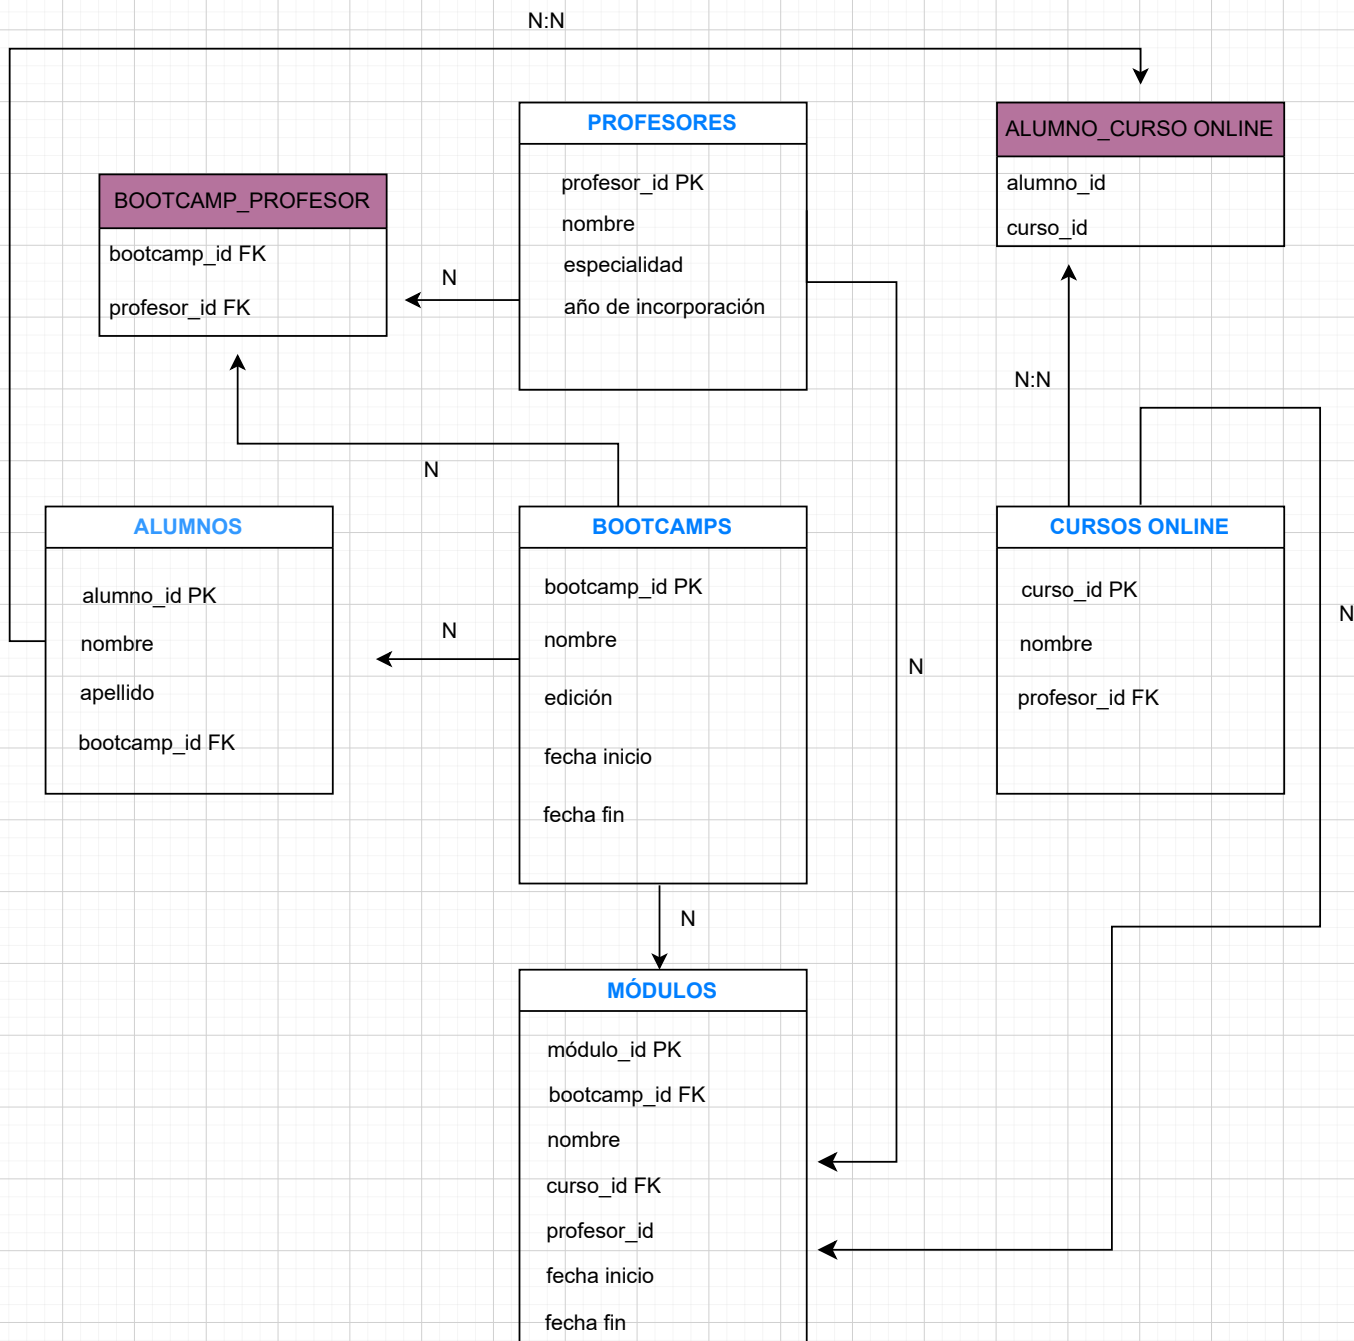 N:N
PROFESORES
profesor_id PK
nombre
especialidad
año de incorporación
ALUMNO_CURSO ONLINE
alumno_id
curso_id
BOOTCAMP_PROFESOR
bootcamp_id FK
profesor_id FK
N
N:N
N
ALUMNOS
alumno_id PK
nombre
apellido
bootcamp_id FK
N
BOOTCAMPS
bootcamp_id PK
nombre
edición
fecha inicio
fecha fin
CURSOS ONLINE
curso_id PK
nombre
profesor_id FK
N
N
N
MÓDULOS
módulo_id PK
bootcamp_id FK
nombre
curso_id FK
profesor_id
fecha inicio
fecha fin